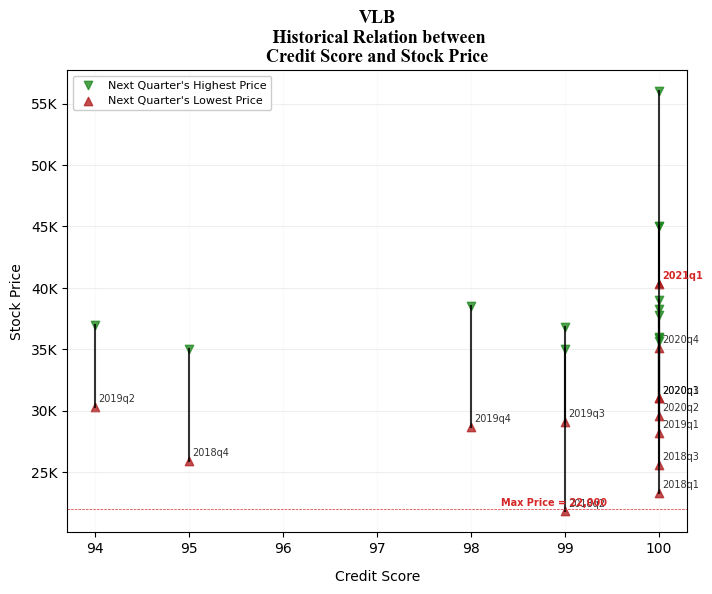 VLB
Historical Relation between
Credit Score and Stock Price
Next Quarter's Highest Price
Next Quarter's Lowest Price
55K
50K
45K
40K
35K
30K
25K
Stock Price
2021q1
2020q4
2020q2
2019q1
2018q3
2018q1
2019q2
2018q4
2019q4
2019q3
Max Price = 22,000
94
95
96
97
98
99
100
Credit Score